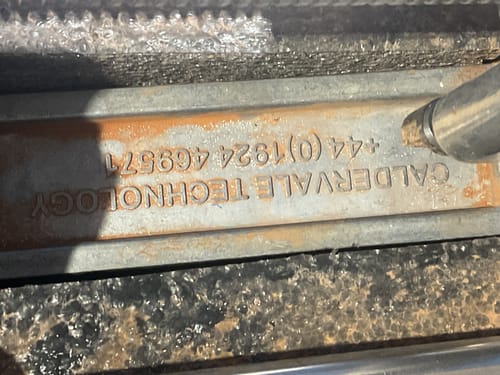 CALDERVALE TECHNOLOGY
+44 (0)1924 469571